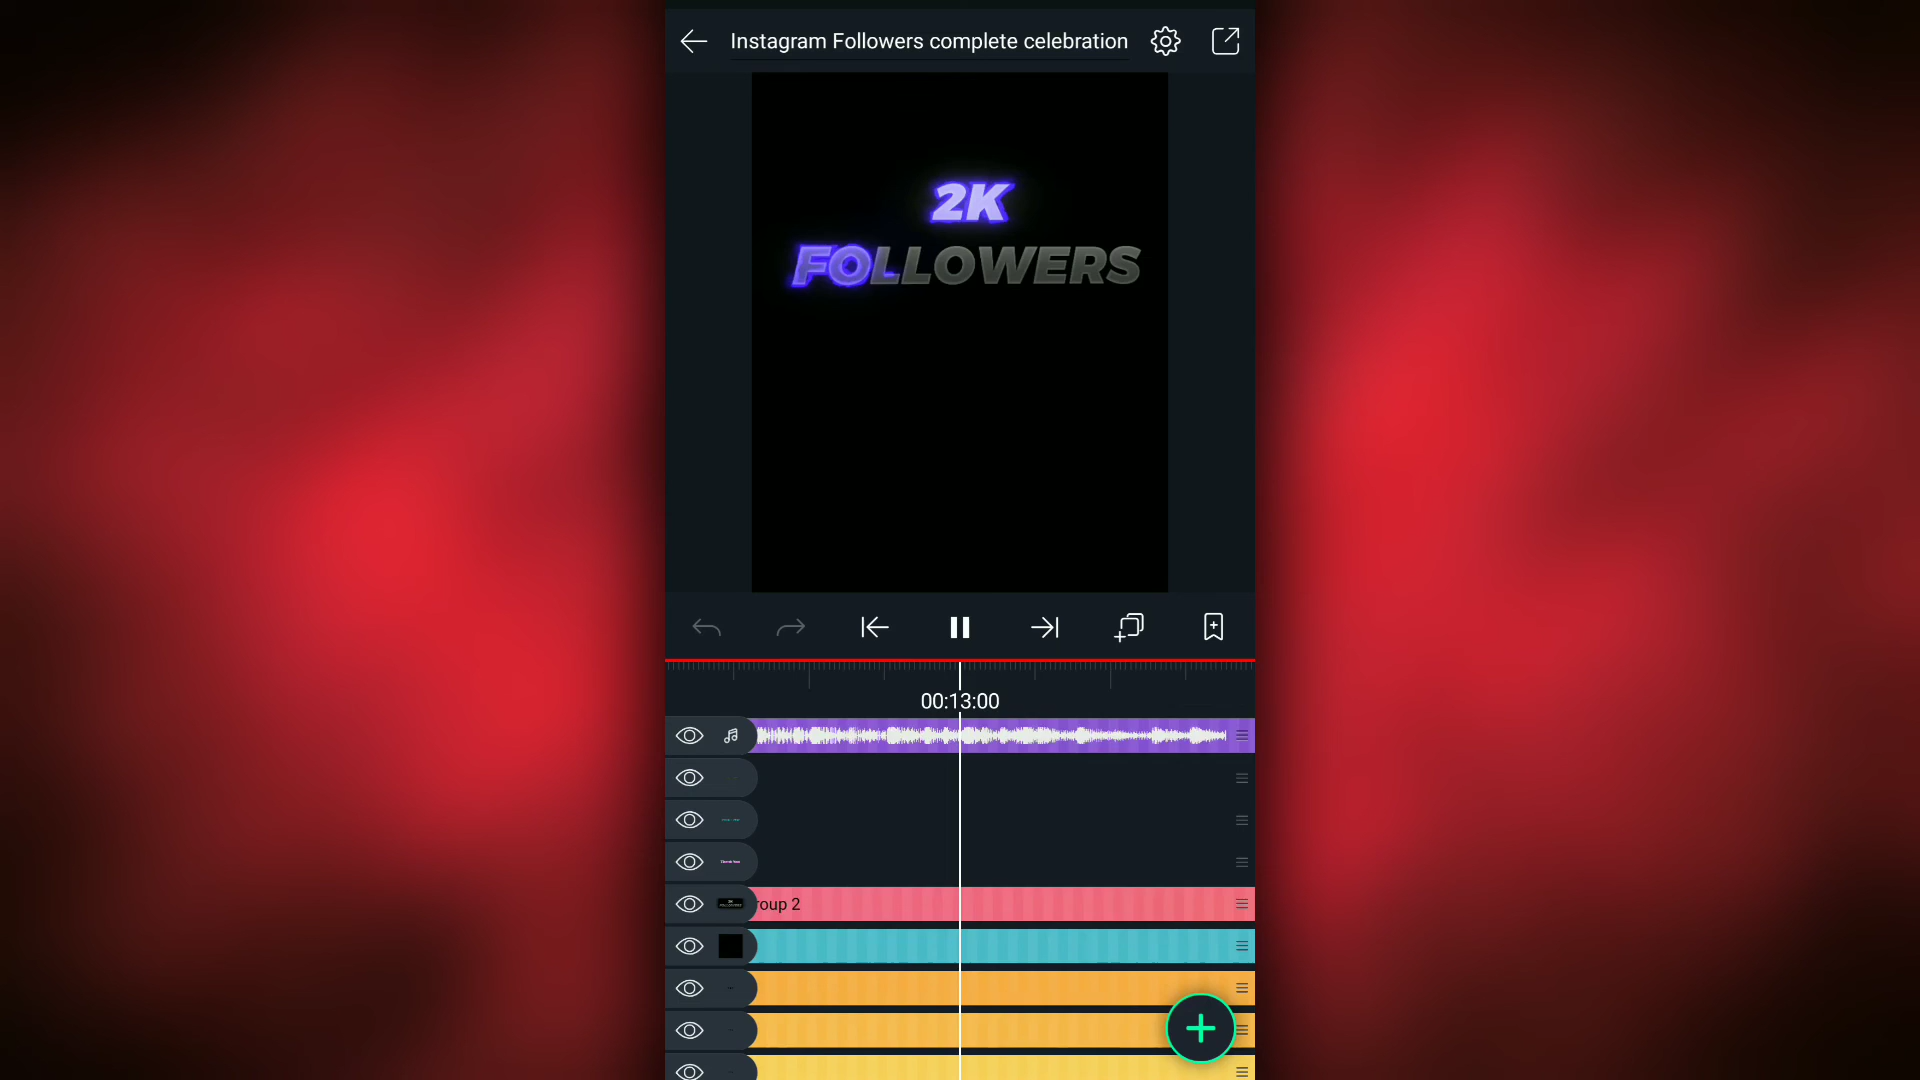 Instagram Followers complete celebration
2K
FOLLOWERS
00:13:00
roup 2